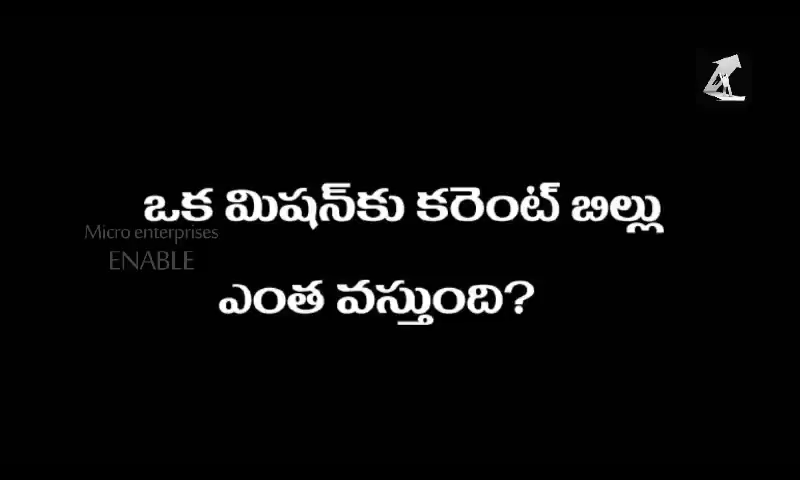 ఒక మిషన్‌కు కరెంట్ బిల్లు
Micro enterprises
ENABLE
ఎంత వస్తుంది?